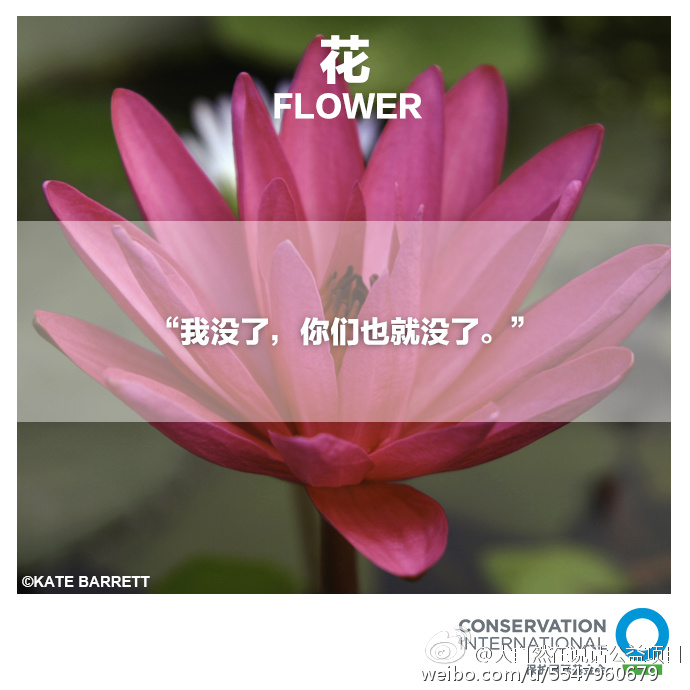 花
FLOWER
“我没了，你们也就没了。”
©KATE BARRETT
CONSERVATION
INTERNATIONAL
weibo.com/u/5547960679